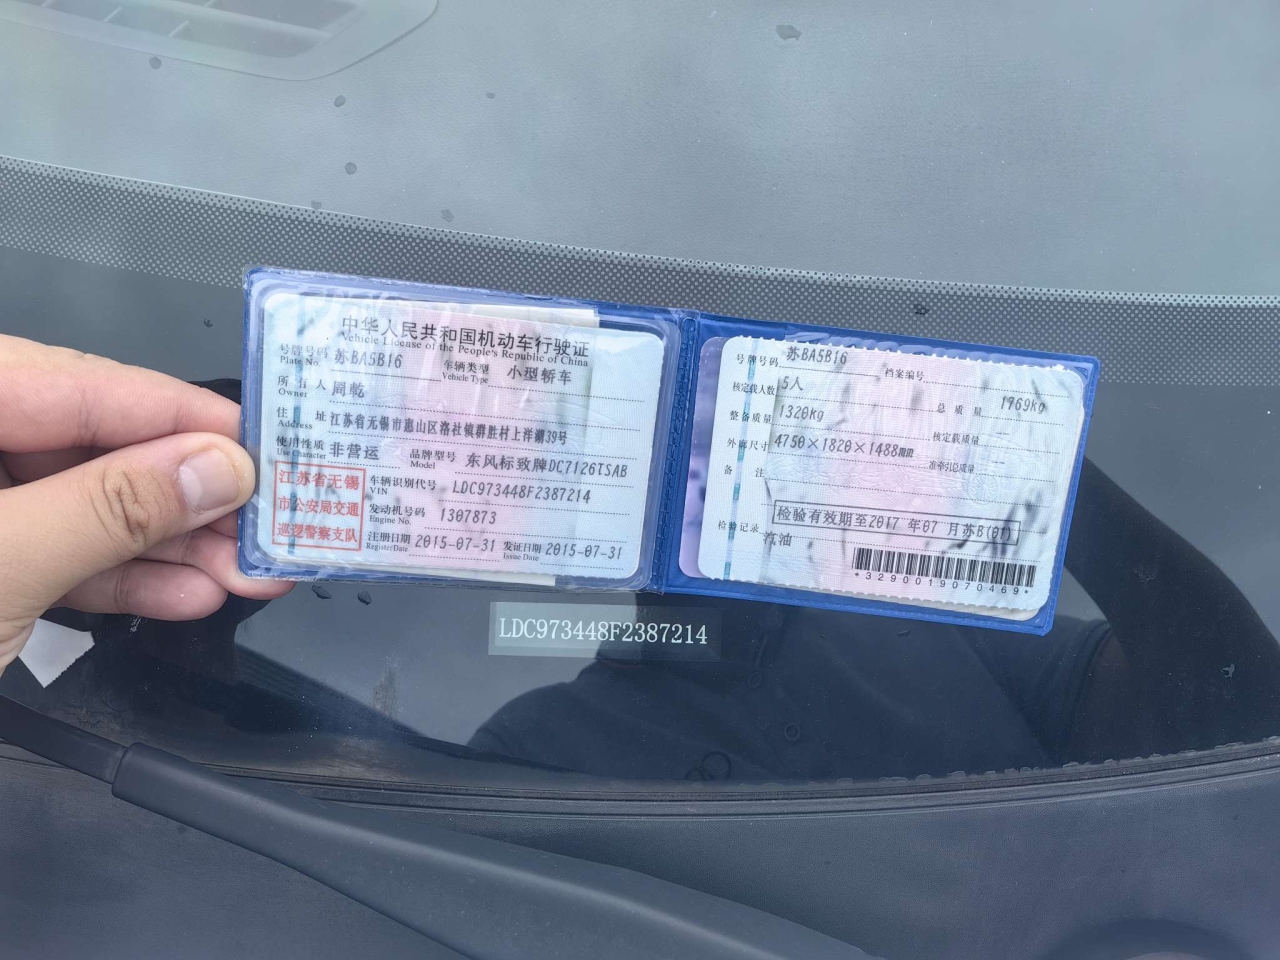 中华人民共和国机动车行驶证
Vehicle License of the People's Republic of China
号牌号码 苏BA5B16 车辆类型 小型轿车
Plate No. Vehicle Type
所有人 周乾
Owner
住址 江苏省无锡市惠山区洛社镇群胜村上洋湖39号
Address
使用性质 非营运 品牌型号 东风标致牌DC7126TSAB
Use Character Model
江苏省无锡
市公安局交通
巡逻警察支队
车辆识别代号 LDC973448F2387214
VIN
发动机号码 1307873
Engine No.
注册日期 2015-07-31 发证日期 2015-07-31
Register Date Issue Date
号牌号码 苏BA5B16 档案编号
核定载人数 5人 总质量 1769Kg
整备质量 1320Kg 核定载质量 --
外廓尺寸 4750×1820×1488mm 准牵引总质量 --
备注
检验有效期至2017 年07 月苏B(07)
检验记录
汽油
*3290019070469*
LDC973448F2387214